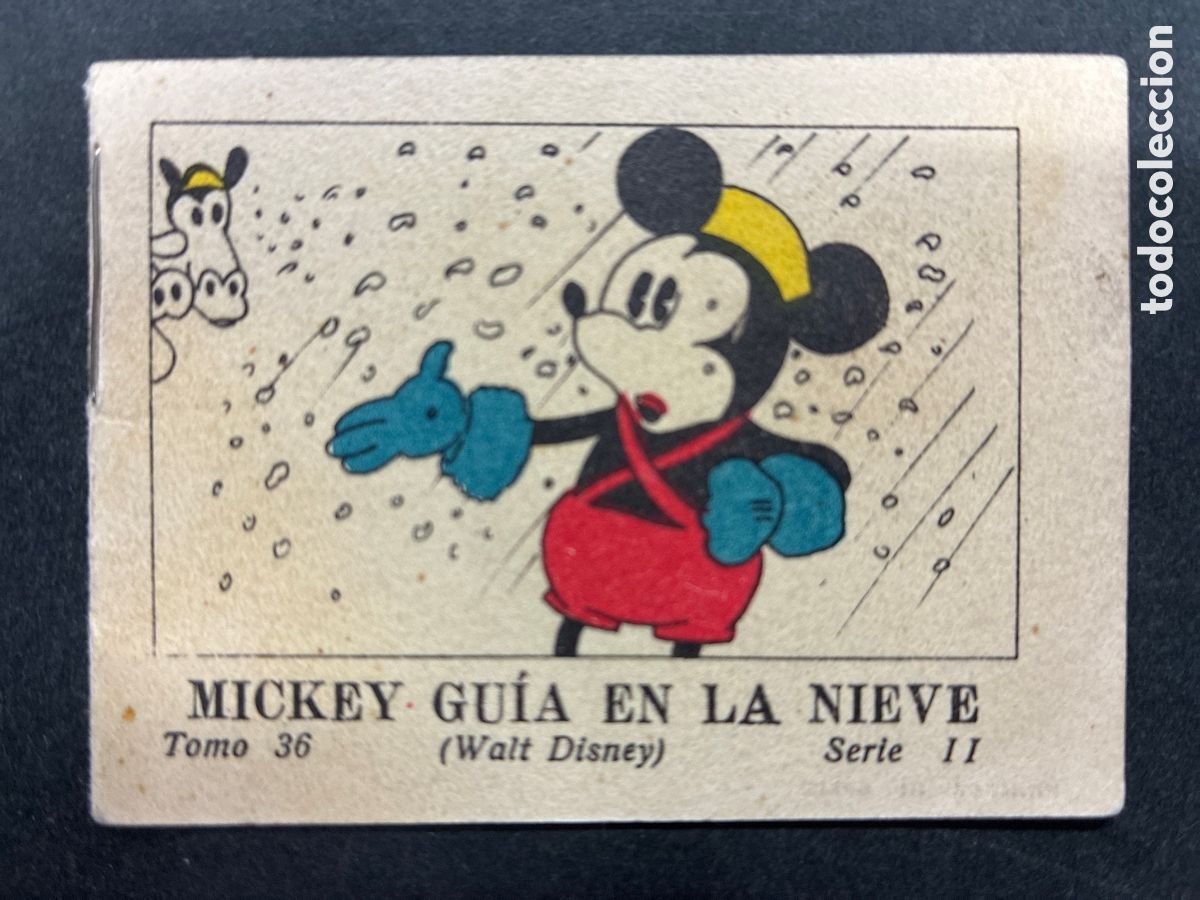 MICKEY GUÍA EN LA NIEVE
Tomo 36 (Walt Disney) Serie II
todocoleccion